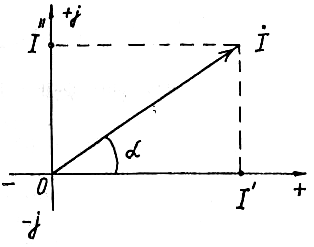 +j
I" İ
α
- 0 I' +
-j